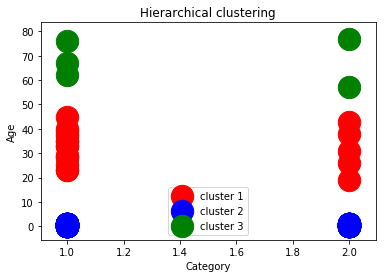 Hierarchical clustering
80
70
60
50
40
30
20
10
0
Age
cluster 1
cluster 2
cluster 3
1.0 1.2 1.4 1.6 1.8 2.0
Category